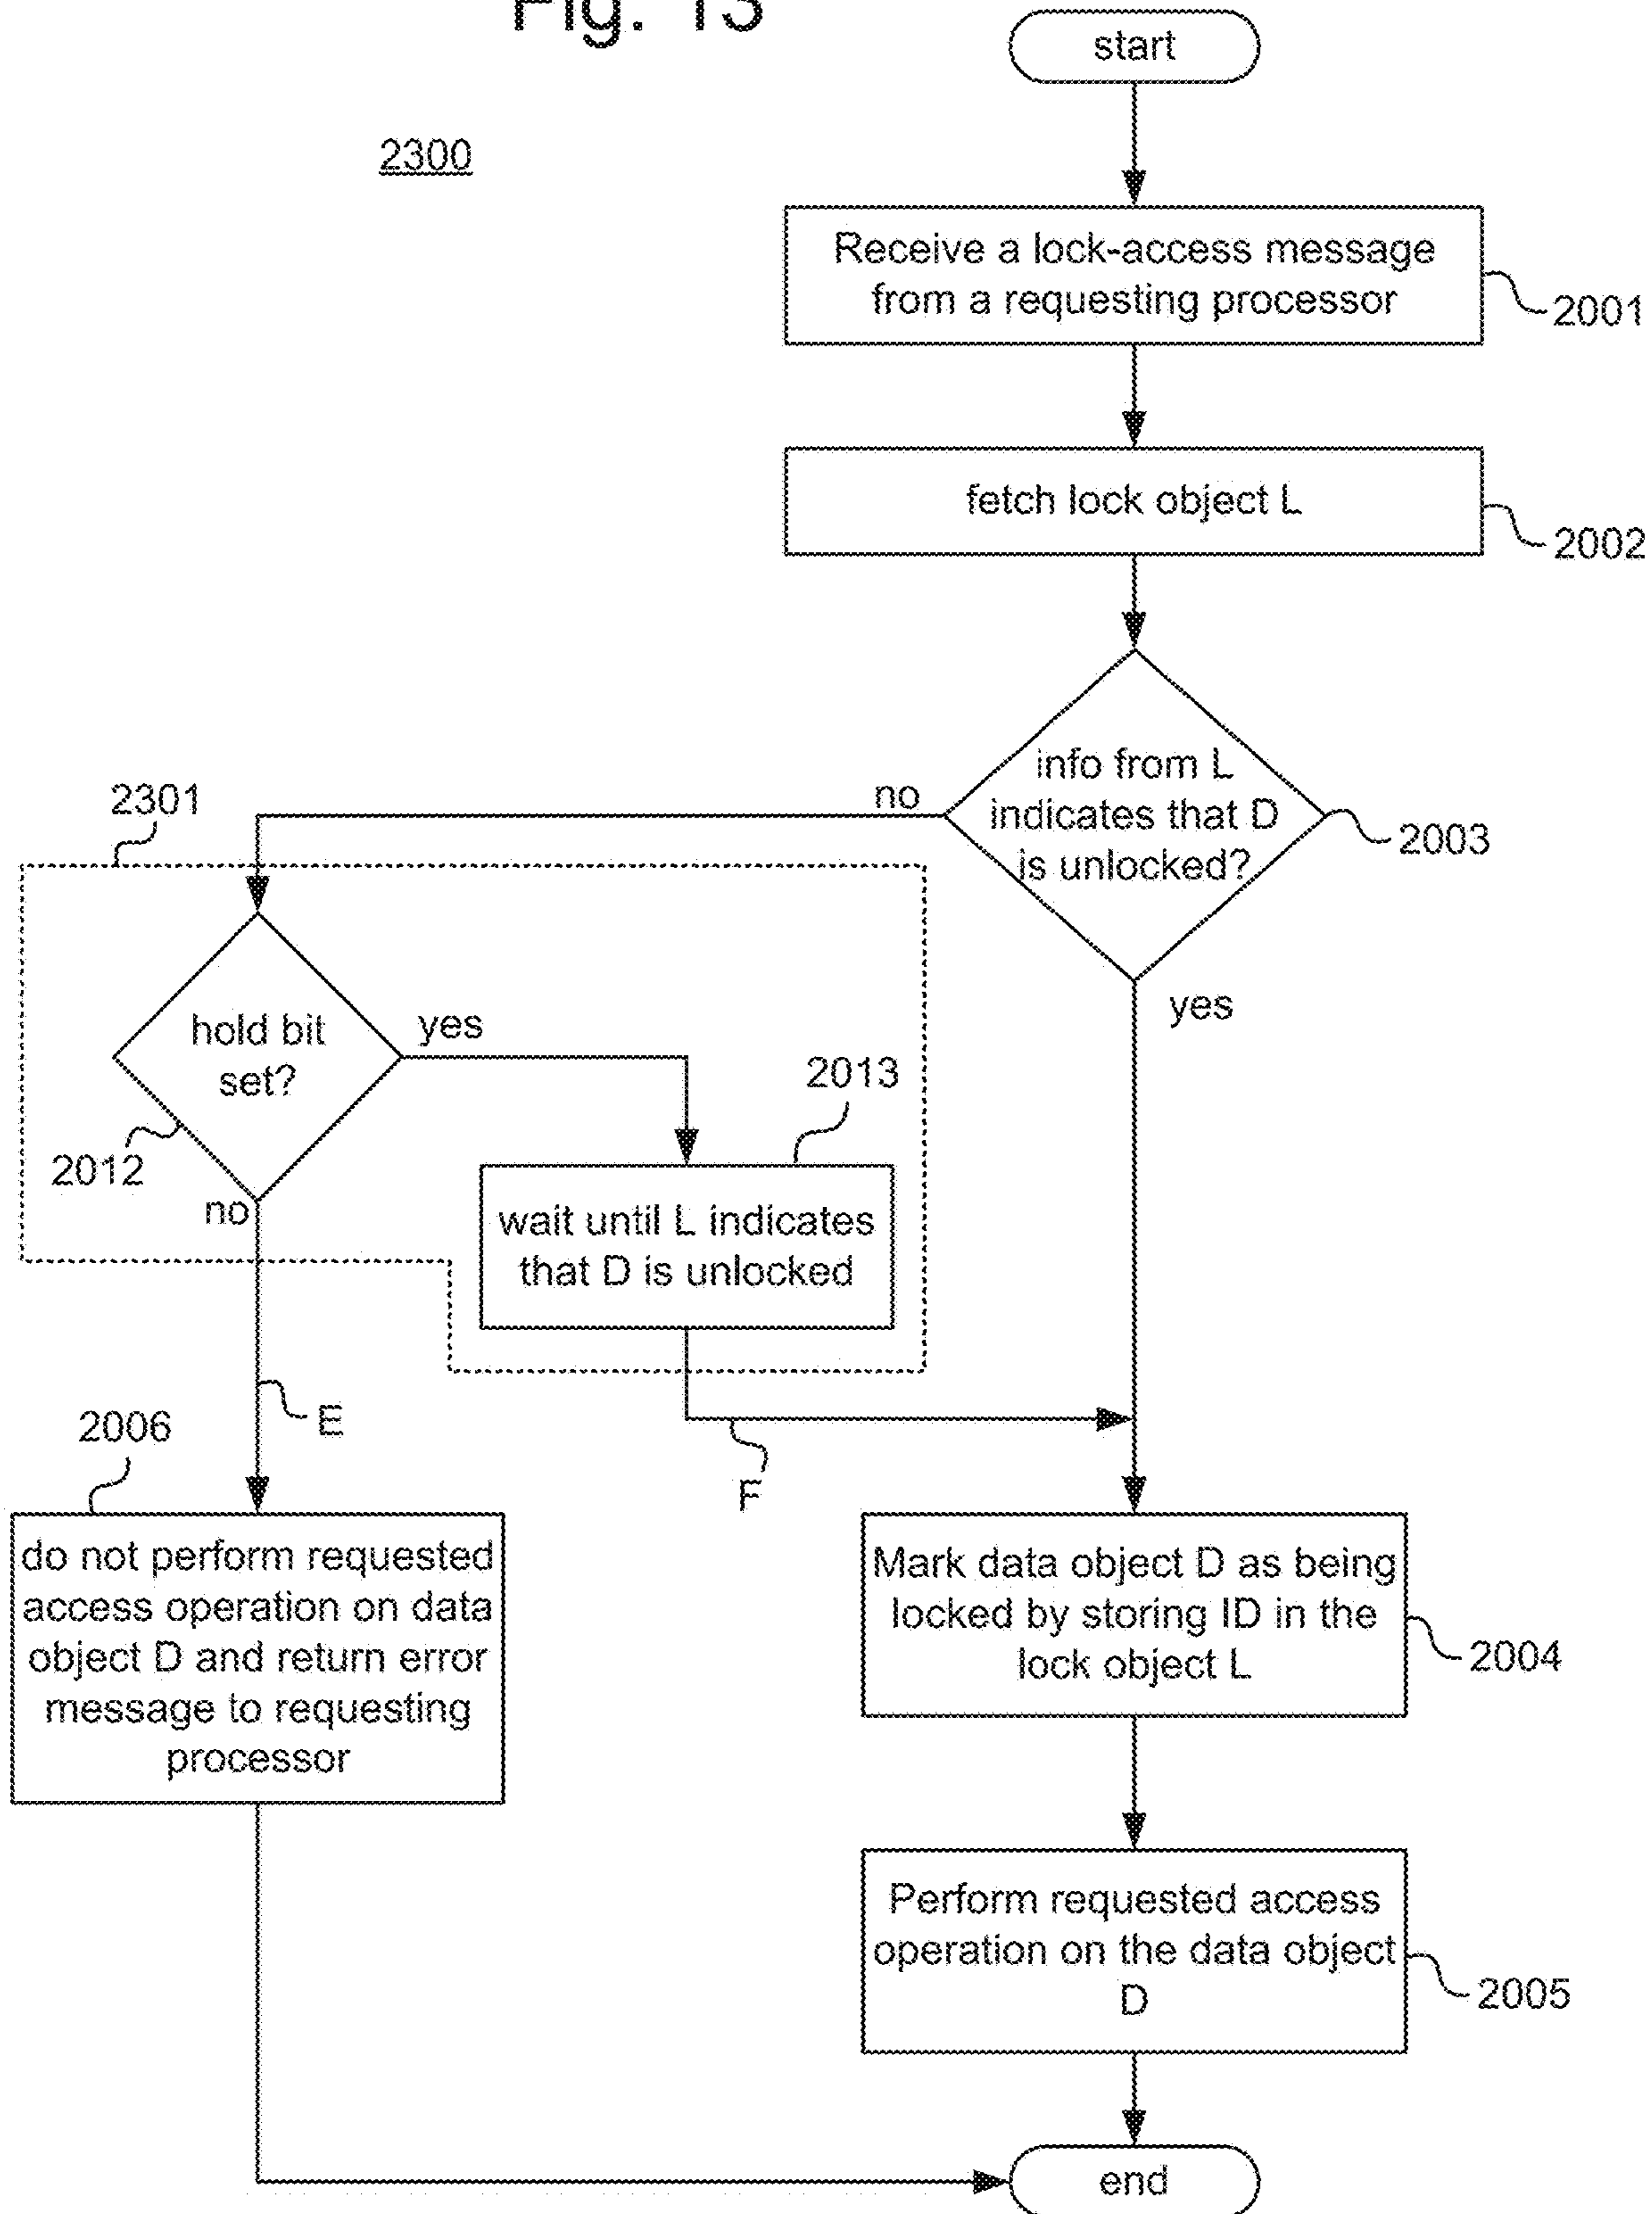 Fig. 13
start
2300
Receive a lock-access message
from a requesting processor
2001
fetch lock object L
2002
info from L
indicates that D
is unlocked?
2003
no
yes
2301
hold bit
set?
yes
2012
no
2013
wait until L indicates
that D is unlocked
E
F
2006
do not perform requested
access operation on data
object D and return error
message to requesting
processor
Mark data object D as being
locked by storing ID in the
lock object L
2004
Perform requested access
operation on the data object
D
2005
end